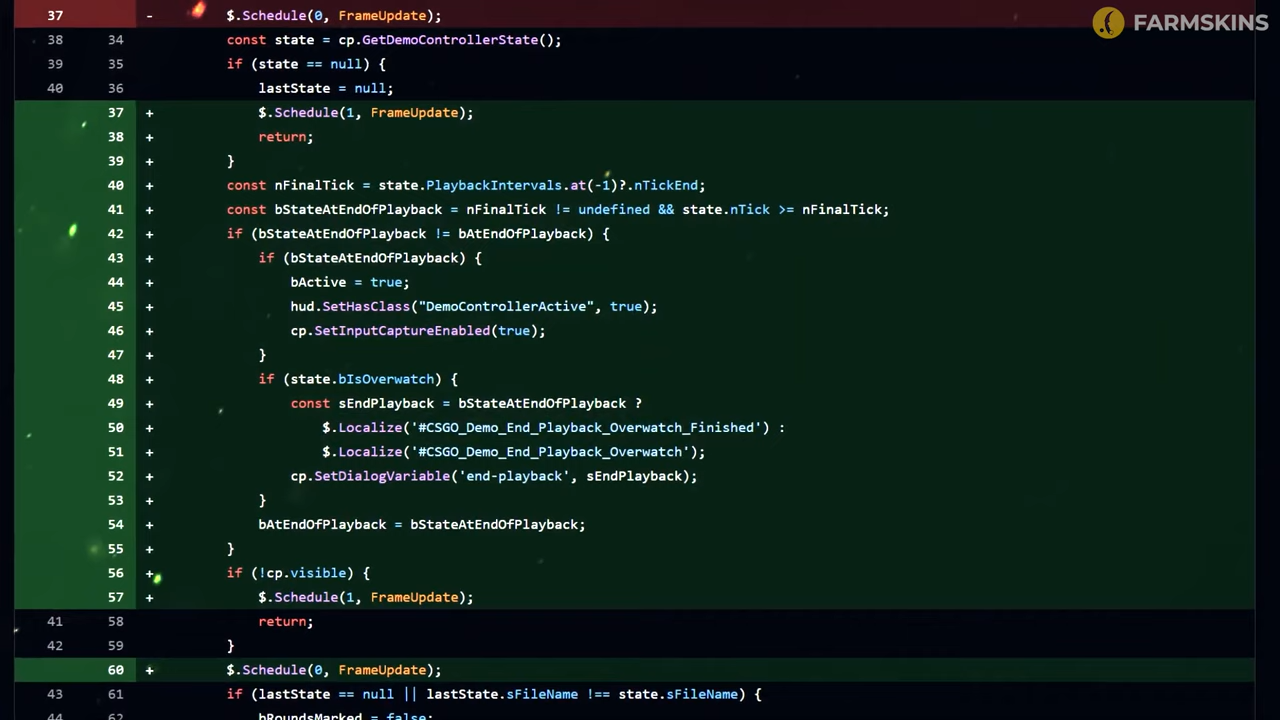 FARMSKINS
37 - $.Schedule(0, FrameUpdate);
38 34 const state = cp.GetDemoControllerState();
39 35 if (state == null) {
40 36 lastState = null;
37 + $.Schedule(1, FrameUpdate);
38 + return;
39 + }
40 + const nFinalTick = state.PlaybackIntervals.at(-1)?.nTickEnd;
41 + const bStateAtEndOfPlayback = nFinalTick != undefined && state.nTick >= nFinalTick;
42 + if (bStateAtEndOfPlayback != bAtEndOfPlayback) {
43 + if (bStateAtEndOfPlayback) {
44 + bActive = true;
45 + hud.SetHasClass("DemoControllerActive", true);
46 + cp.SetInputCaptureEnabled(true);
47 + }
48 + if (state.bIsOverwatch) {
49 + const sEndPlayback = bStateAtEndOfPlayback ?
50 + $.Localize('#CSGO_Demo_End_Playback_Overwatch_Finished') :
51 + $.Localize('#CSGO_Demo_End_Playback_Overwatch');
52 + cp.SetDialogVariable('end-playback', sEndPlayback);
53 + }
54 + bAtEndOfPlayback = bStateAtEndOfPlayback;
55 + }
56 + if (!cp.visible) {
57 + $.Schedule(1, FrameUpdate);
41 58 return;
42 59 }
60 + $.Schedule(0, FrameUpdate);
43 61 if (lastState == null || lastState.sFileName !== state.sFileName) {
44 62 bRoundsMarked = false;